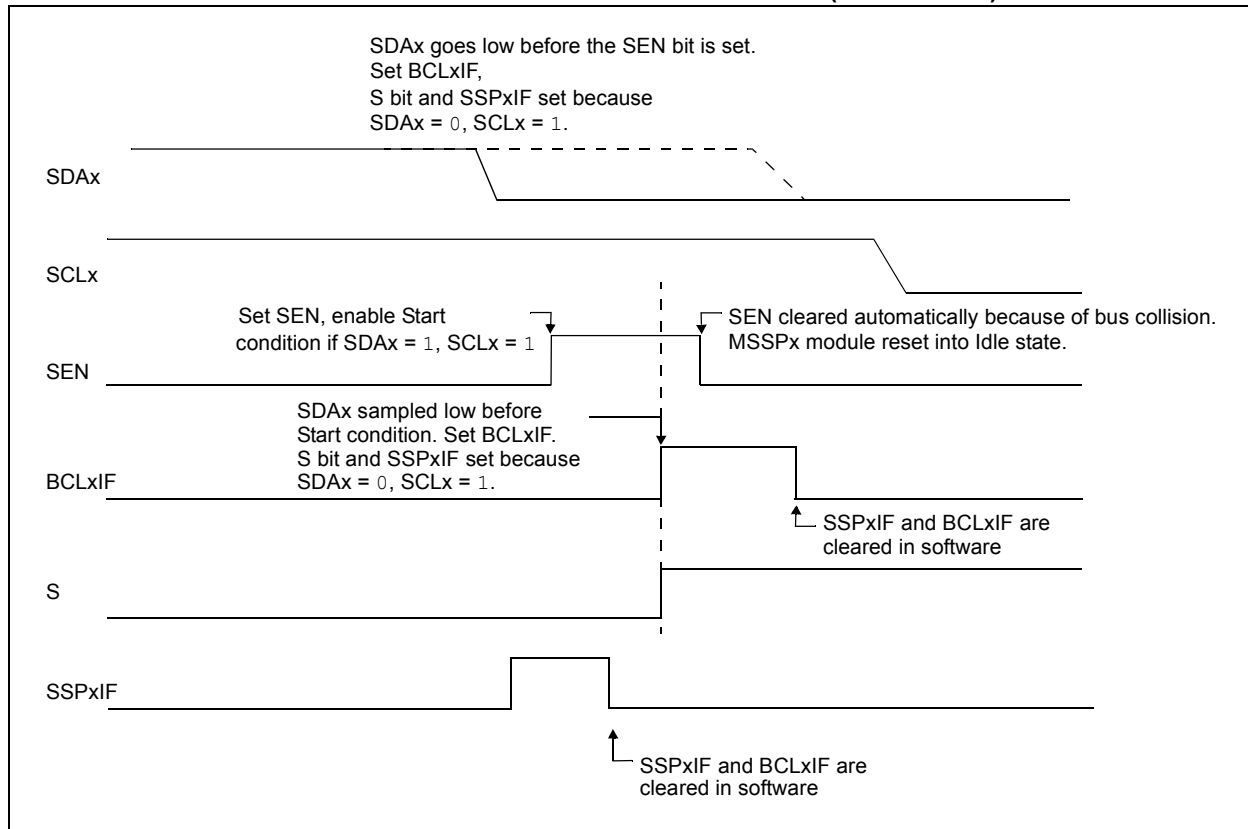 SDAx goes low before the SEN bit is set.
Set BCLxIF,
S bit and SSPxIF set because
SDAx = 0, SCLx = 1.
SDAx
SCLx
Set SEN, enable Start
condition if SDAx = 1, SCLx = 1
SEN cleared automatically because of bus collision.
MSSPx module reset into Idle state.
SEN
SDAx sampled low before
Start condition. Set BCLxIF.
S bit and SSPxIF set because
SDAx = 0, SCLx = 1.
BCLxIF
SSPxIF and BCLxIF are
cleared in software
S
SSPxIF
SSPxIF and BCLxIF are
cleared in software